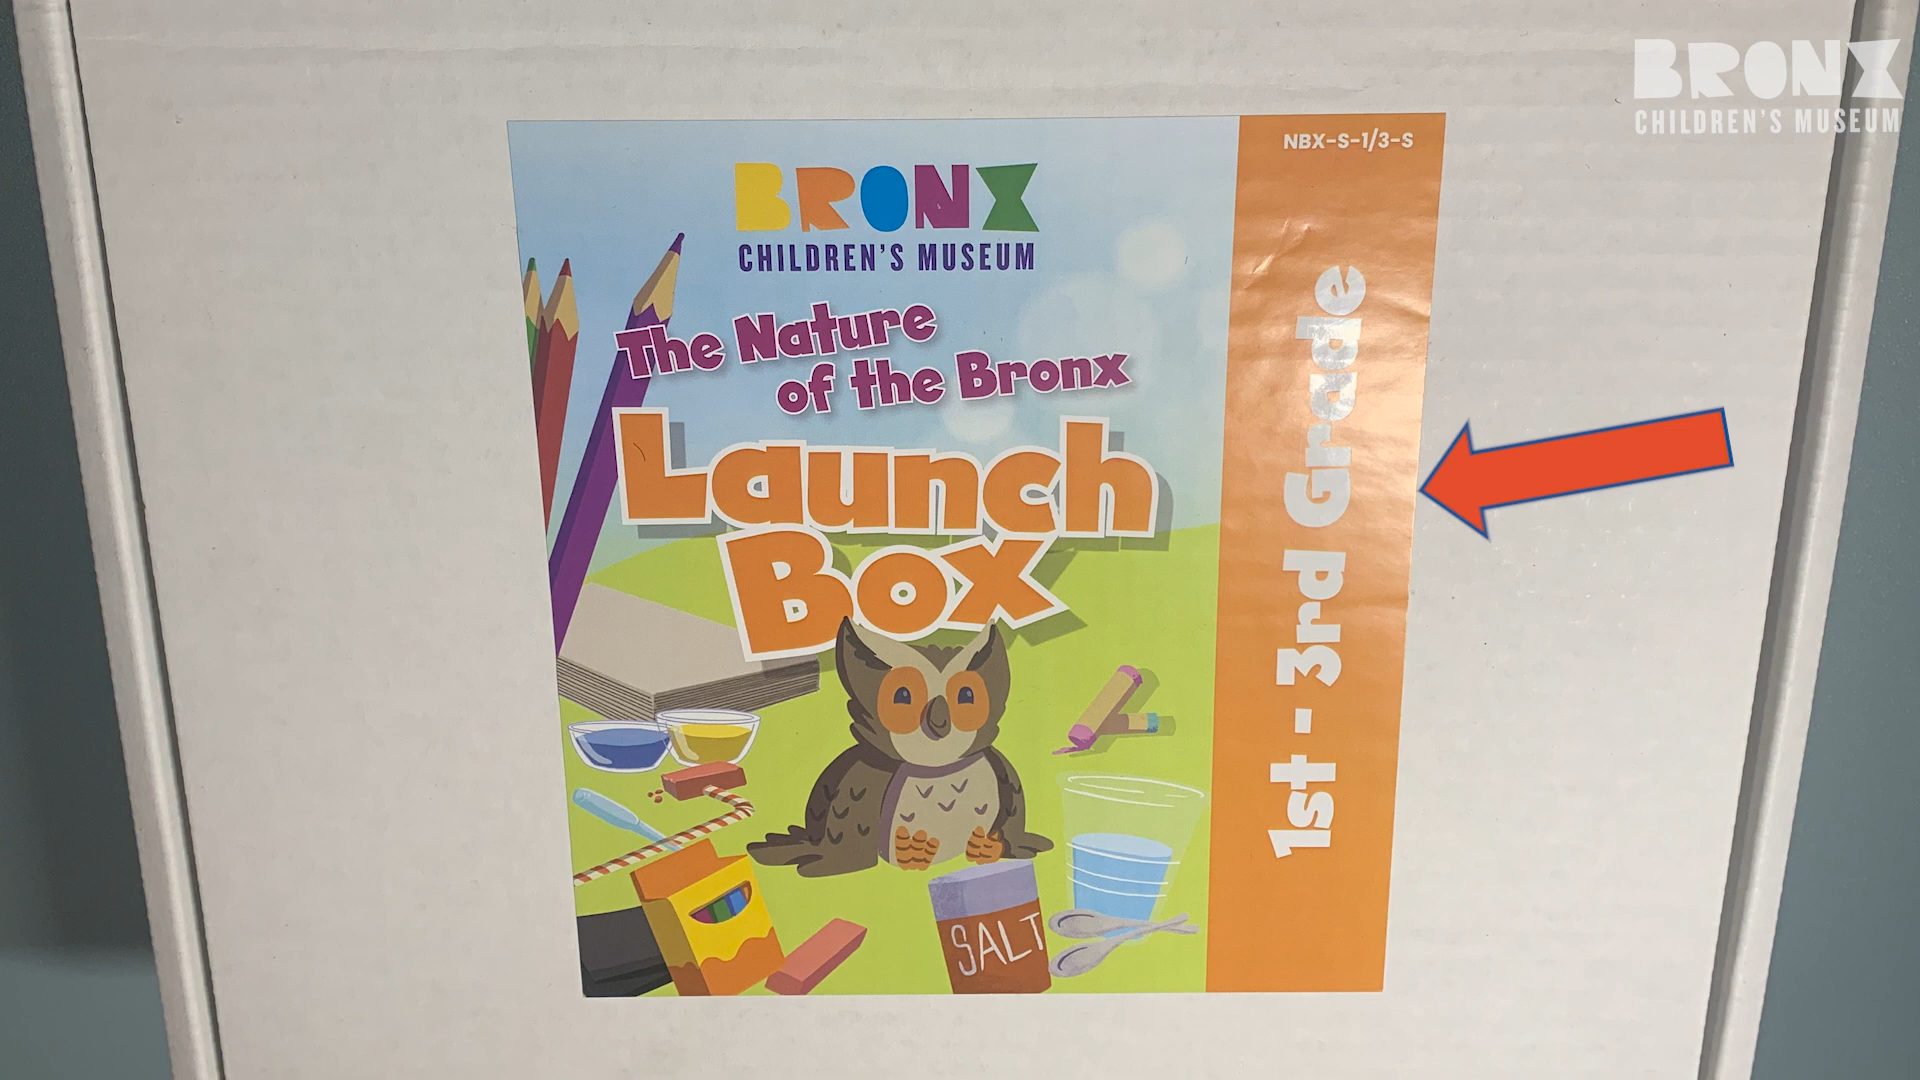 BRONX
CHILDREN'S MUSEUM
NBX-S-1/3-S
BRONX
CHILDREN'S MUSEUM
The Nature
of the Bronx
Launch
Box
1st - 3rd Grade
SALT